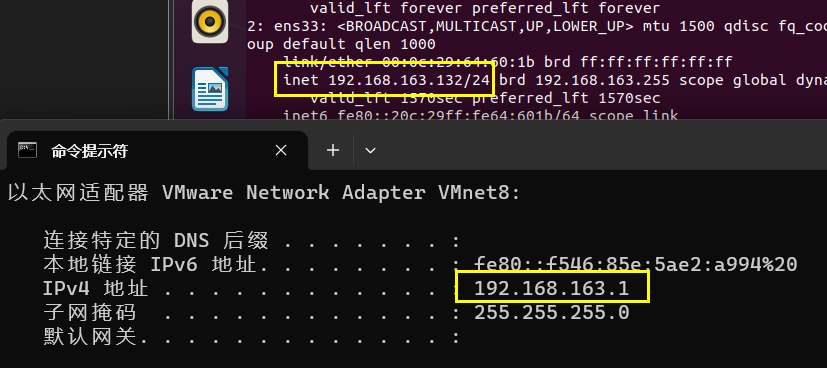 valid_lft forever preferred_lft forever
2: ens33: <BROADCAST,MULTICAST,UP,LOWER_UP> mtu 1500 qdisc fq_cod
oup default qlen 1000
link/ether 00:0c:29:64:60:1b brd ff:ff:ff:ff:ff:ff
inet 192.168.163.132/24 brd 192.168.163.255 scope global dyna
valid_lft 1570sec preferred_lft 1570sec
inet6 fe80::20c:29ff:fe64:601b/64 scope link
命令提示符
以太网适配器 VMware Network Adapter VMnet8:
连接特定的 DNS 后缀 . . . . . . . :
本地链接 IPv6 地址. . . . . . . . : fe80::f546:85e:5ae2:a994%20
IPv4 地址 . . . . . . . . . . . . : 192.168.163.1
子网掩码 . . . . . . . . . . . . : 255.255.255.0
默认网关. . . . . . . . . . . . . :